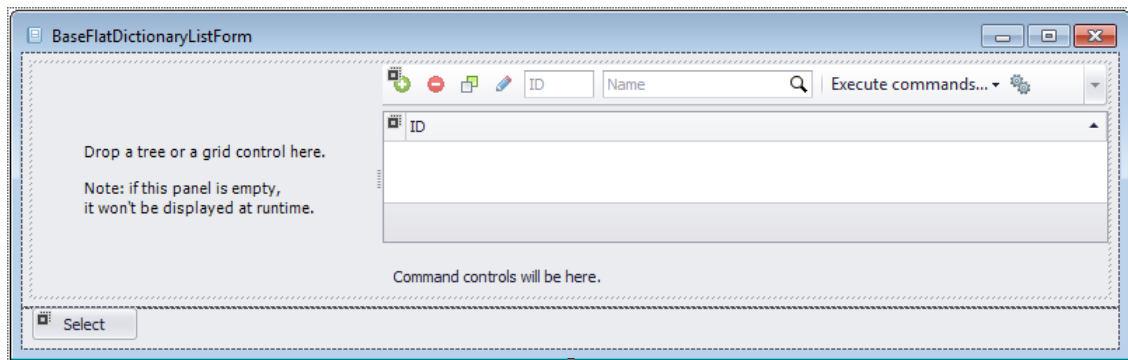 BaseFlatDictionaryListForm
ID
Name
Execute commands...
ID
Drop a tree or a grid control here.
Note: if this panel is empty,
it won't be displayed at runtime.
Command controls will be here.
Select